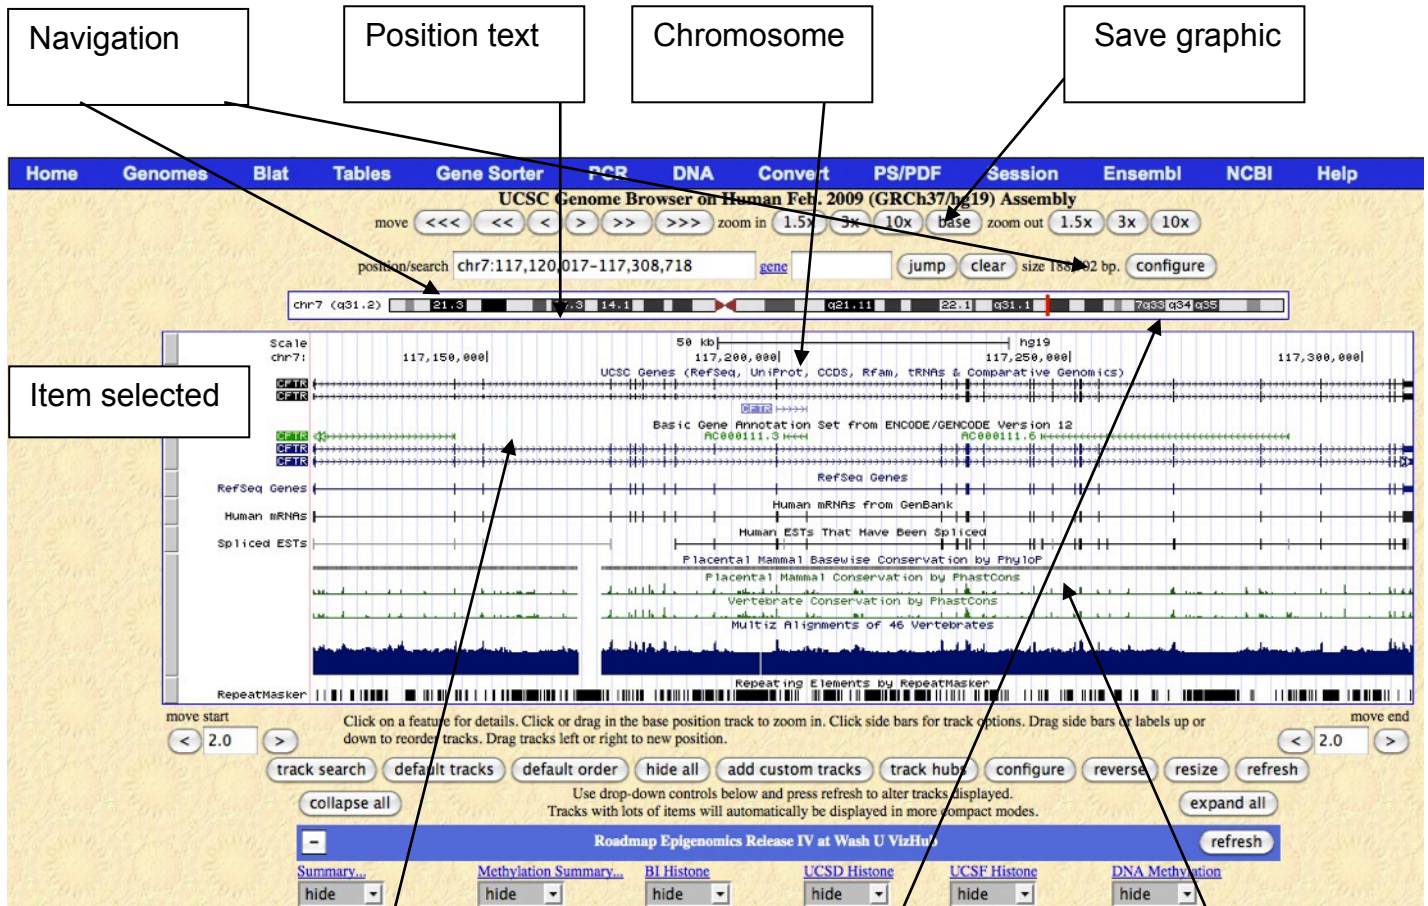 Navigation
Position text
Chromosome
Save graphic
Home Genomes Blat Tables Gene Sorter PCR DNA Convert PS/PDF Session Ensembl NCBI Help
UCSC Genome Browser on Human Feb. 2009 (GRCh37/hg19) Assembly
move <<< << < > >> >>> zoom in 1.5x 3x 10x base zoom out 1.5x 3x 10x
position/search chr7:117,120,017-117,308,718 gene jump clear size bp. configure
chr7 (q31.2) 21.3 14.1 q21.11 22.1 q31.1 7q33 q34 q35
Scale 50 kb hg19
chr7: 117,150,000| 117,200,000| 117,250,000| 117,300,000|
UCSC Genes (RefSeq, UniProt, CCDS, Rfam, tRNAs & Comparative Genomics)
Item selected
CFTR
CFTR
CFTR
Basic Gene Annotation Set from ENCODE/GENCODE Version 12
CFTR AC000111.3 AC000111.6
CFTR
CFTR
RefSeq Genes
RefSeq Genes
Human mRNAs from GenBank
Human mRNAs
Human ESTs That Have Been Spliced
Spliced ESTs
Placental Mammal Basewise Conservation by PhyloP
Placental Mammal Conservation by PhastCons
Vertebrate Conservation by PhastCons
Multiz Alignments of 46 Vertebrates
Repeating Elements by RepeatMasker
RepeatMasker
move start Click on a feature for details. Click or drag in the base position track to zoom in. Click side bars for track options. Drag side bars or labels up or move end
< 2.0 > down to reorder tracks. Drag tracks left or right to new position. < 2.0 >
track search default tracks default order hide all add custom tracks track hubs configure reverse resize refresh
collapse all Use drop-down controls below and press refresh to alter tracks displayed. expand all
Tracks with lots of items will automatically be displayed in more compact modes.
- Roadmap Epigenomics Release IV at Wash U VizHub refresh
Summary... Methylation Summary... BI Histone UCSD Histone UCSF Histone DNA Methylation
hide hide hide hide hide hide